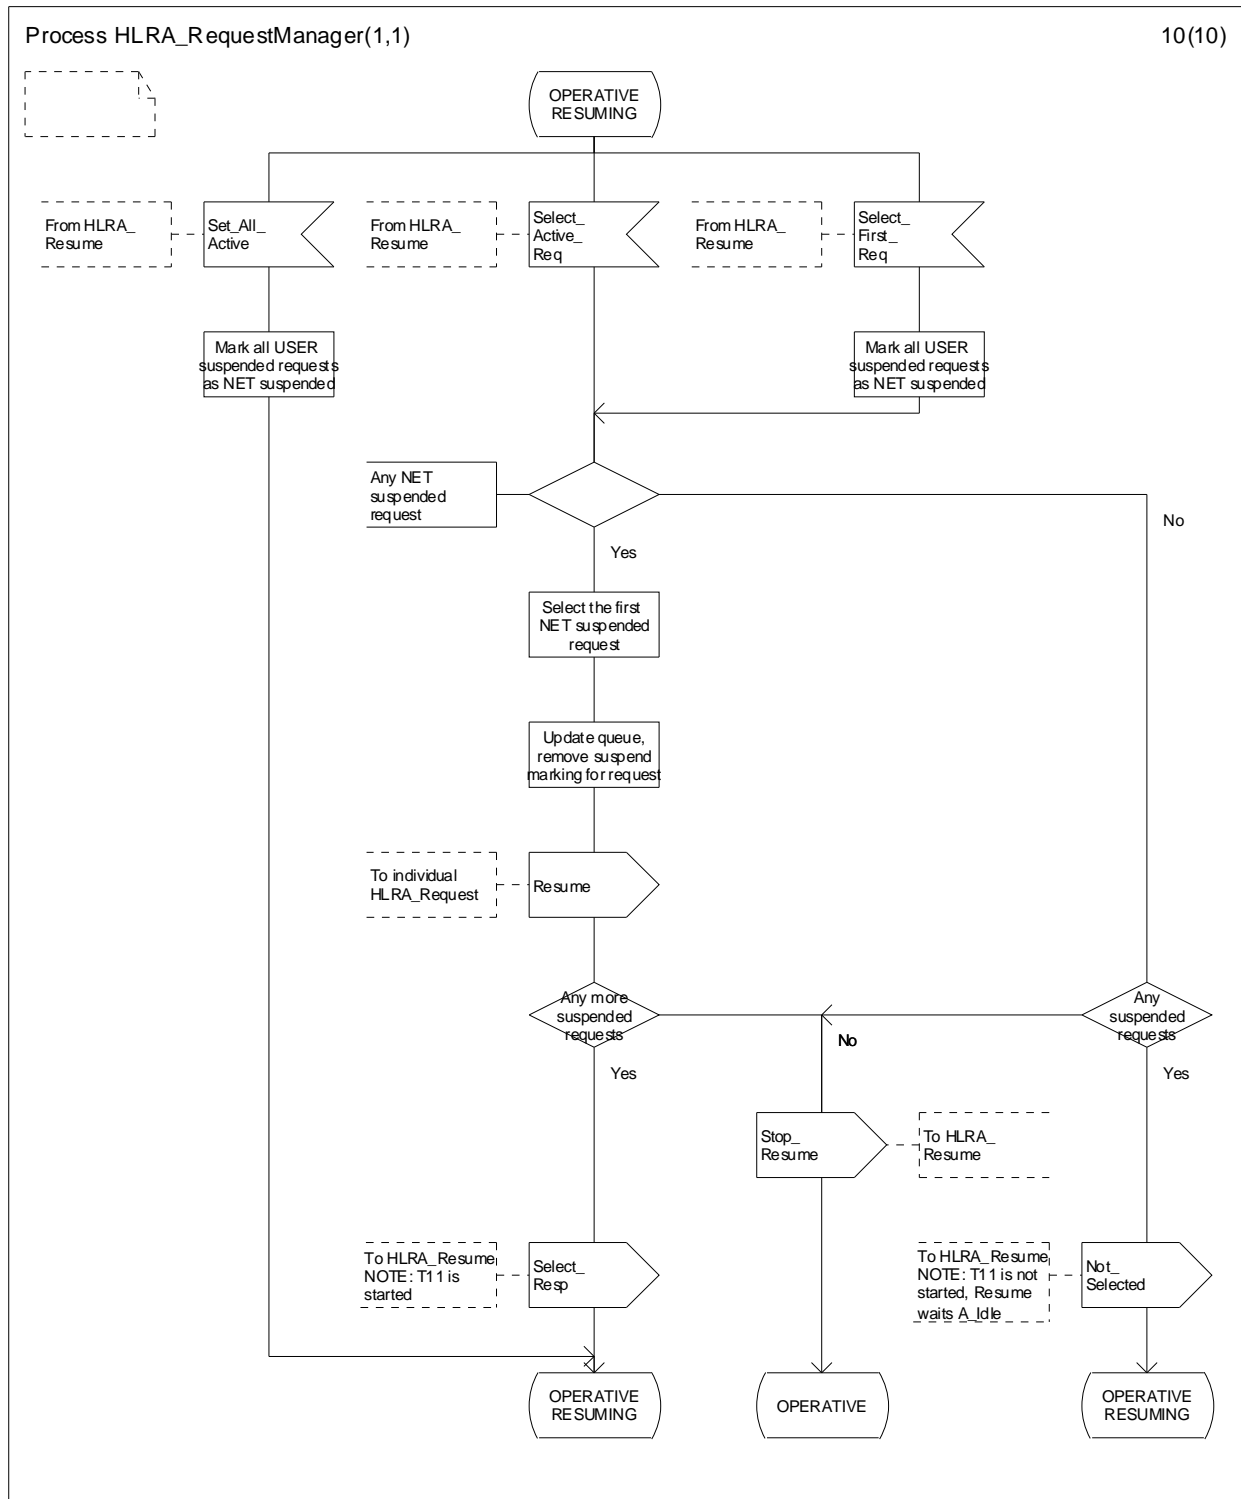 Process HLRA_RequestManager(1,1)
10(10)
OPERATIVE
RESUMING
From HLRA_
Resume
Set_All_
Active
From HLRA_
Resume
Select_
Active_
Req
From HLRA_
Resume
Select_
First_
Req
Mark all USER
suspended requests
as NET suspended
Mark all USER
suspended requests
as NET suspended
Any NET
suspended
request
No
Yes
Select the first
NET suspended
request
Update queue,
remove suspend
marking for request
To individual
HLRA_Request
Resume
Any more
suspended
requests
Any
suspended
requests
No
Yes
Yes
Stop_
Resume
To HLRA_
Resume
To HLRA_Resume
NOTE: T11 is
started
Select_
Resp
To HLRA_Resume
NOTE: T11 is not
started, Resume
waits A_Idle
Not_
Selected
OPERATIVE
RESUMING
OPERATIVE
OPERATIVE
RESUMING